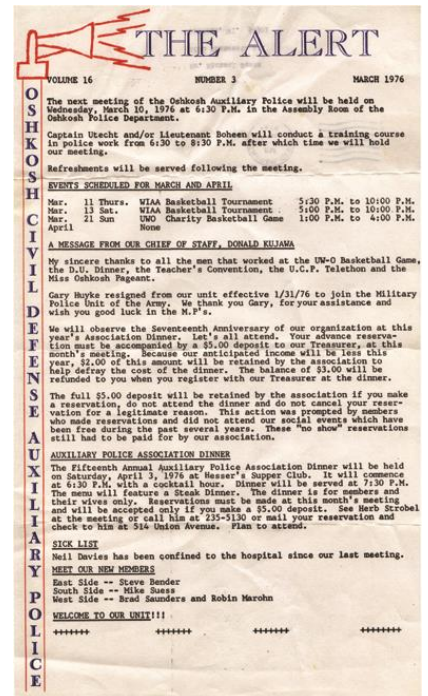 THE ALERT
VOLUME 16 NUMBER 3 MARCH 1976
OSHKOSH CIVIL DEFENSE AUXILIARY POLICE
The next meeting of the Oshkosh Auxiliary Police will be held on
Wednesday, March 10, 1976 at 6:30 P.M. in the Assembly Room of the
Oshkosh Police Department.
Captain Utecht and/or Lieutenant Boheen will conduct a training course
in police work from 6:30 to 8:30 P.M. after which time we will hold
our meeting.
Refreshments will be served following the meeting.
EVENTS SCHEDULED FOR MARCH AND APRIL
Mar. 11 Thurs. WIAA Basketball Tournament 5:30 P.M. to 10:00 P.M.
Mar. 13 Sat. WIAA Basketball Tournament 5:00 P.M. to 10:00 P.M.
Mar. 21 Sun UWO Charity Basketball Game 1:00 P.M. to 4:00 P.M.
April None
A MESSAGE FROM OUR CHIEF OF STAFF, DONALD KUJAWA
My sincere thanks to all the men that worked at the UW-O Basketball Game,
the D.U. Dinner, the Teacher's Convention, the U.C.P. Telethon and the
Miss Oshkosh Pageant.
Gary Huyke resigned from our unit effective 1/31/76 to join the Military
Police Unit of the Army. We thank you Gary, for your assistance and
wish you good luck in the M.P's.
We will observe the Seventeenth Anniversary of our organization at this
year's Association Dinner. Let's all attend. Your advance reserva-
tion must be accompanied by a $5.00 deposit to our Treasurer, at this
month's meeting. Because our anticipated income will be less this
year, $2.00 of this amount will be retained by the association to
help defray the cost of the dinner. The balance of $3.00 will be
refunded to you when you register with our Treasurer at the dinner.
The full $5.00 deposit will be retained by the association if you make
a reservation, do not attend the dinner and do not cancel your reser-
vation for a legitimate reason. This action was prompted by members
who made reservations and did not attend our social events which have
been free during the past several years. These "no show" reservations
still had to be paid for by our association.
AUXILIARY POLICE ASSOCIATION DINNER
The Fifteenth Annual Auxiliary Police Association Dinner will be held
on Saturday, April 3, 1976 at Hesser's Supper Club. It will commence
at 6:30 P.M. with a cocktail hour. Dinner will be served at 7:30 P.M.
The menu will feature a Steak Dinner. The dinner is for members and
their wives only. Reservations must be made at this month's meeting
and will be accepted only if you make a $5.00 deposit. See Herb Strobel
at the meeting or call him at 235-5130 or mail your reservation and
check to him at 514 Union Avenue. Plan to attend.
SICK LIST
Neil Davies has been confined to the hospital since our last meeting.
MEET OUR NEW MEMBERS
East Side -- Steve Bender
South Side -- Mike Suess
West Side -- Brad Saunders and Robin Marohn
WELCOME TO OUR UNIT!!!
+++++++ +++++++ +++++++ ++++++++